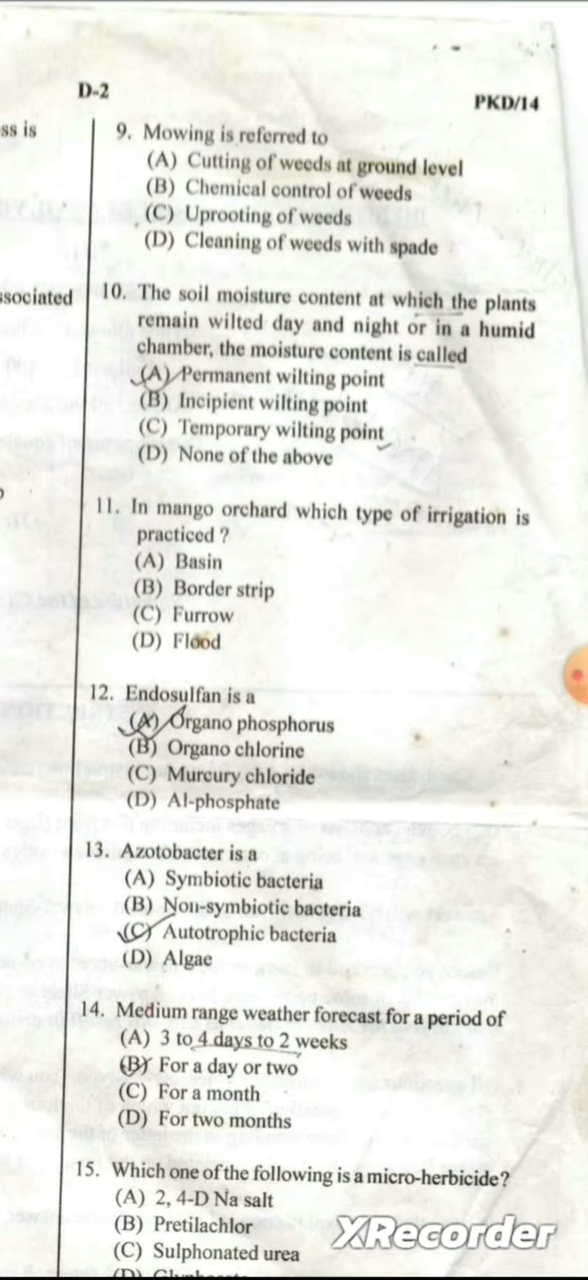 D-2
PKD/14
ss is
9. Mowing is referred to
(A) Cutting of weeds at ground level
(B) Chemical control of weeds
(C) Uprooting of weeds
(D) Cleaning of weeds with spade
ssociated
10. The soil moisture content at which the plants
remain wilted day and night or in a humid
chamber, the moisture content is called
(A) Permanent wilting point
(B) Incipient wilting point
(C) Temporary wilting point
(D) None of the above
11. In mango orchard which type of irrigation is
practiced ?
(A) Basin
(B) Border strip
(C) Furrow
(D) Flood
12. Endosulfan is a
(A) Organo phosphorus
(B) Organo chlorine
(C) Murcury chloride
(D) Al-phosphate
13. Azotobacter is a
(A) Symbiotic bacteria
(B) Non-symbiotic bacteria
(C) Autotrophic bacteria
(D) Algae
14. Medium range weather forecast for a period of
(A) 3 to 4 days to 2 weeks
(B) For a day or two
(C) For a month
(D) For two months
15. Which one of the following is a micro-herbicide?
(A) 2, 4-D Na salt
(B) Pretilachlor
(C) Sulphonated urea
XRecorder